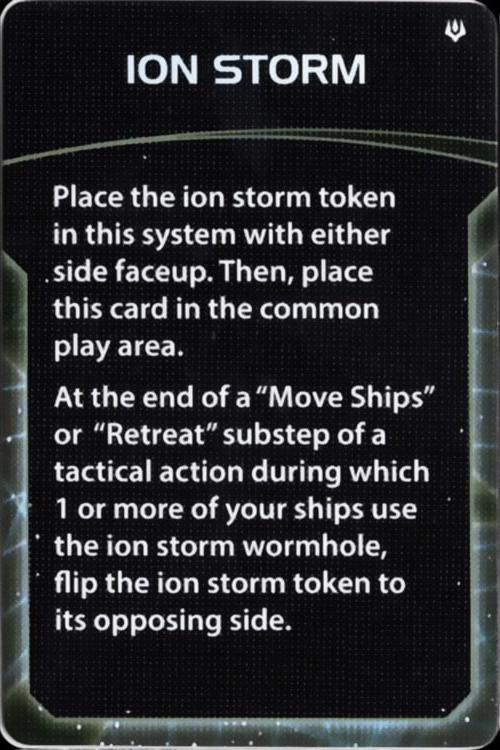 ION STORM
Place the ion storm token
in this system with either
side faceup. Then, place
this card in the common
play area.
At the end of a “Move Ships”
or “Retreat” substep of a
tactical action during which
1 or more of your ships use
the ion storm wormhole,
flip the ion storm token to
its opposing side.